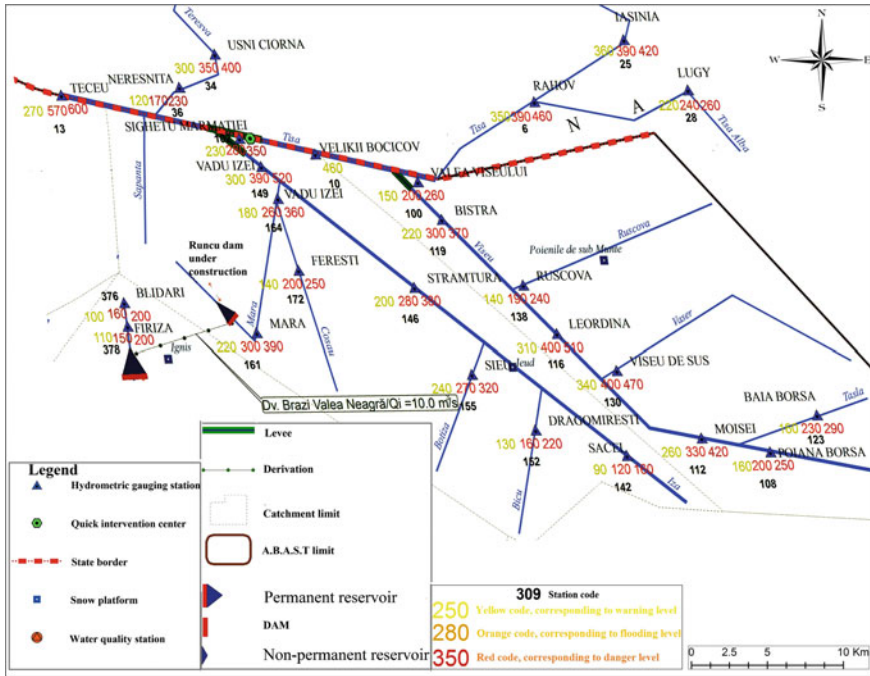 IASINIA
360 390 420
25
Teresva
USNI CIORNA
300 350 400
34
N
W E
S
NERESNITA
120 170 230
36
TECEU
270 570 600
13
RAHOV
350 390 460
6
N A
LUGY
220 240 260
28
Tisa Alba
Tisa
SIGHETU MARMATIEI
230 350
Tisa
VELIKII BOCICOV
460
10
VADU IZEI
300 390 520
149
VALEA VISEULUI
150 200 260
100
VADU IZEI
180 260 360
164
Sapanta
BISTRA
220 300 370
119
Viseu
Ruscova
Poienile de sub Munte
Runcu dam
under
construction
FERESTI
140 200 250
172
STRAMTURA
200 280 380
146
RUSCOVA
140 190 240
138
376
BLIDARI
100 160 200
FIRIZA
110 150 200
378
Ignis
Mara
MARA
220 300 390
161
Cosau
LEORDINA
310 400 510
116
Vaser
VISEU DE SUS
340 400 470
130
SIEU
Ieud
240 270 320
155
Botiza
Dv. Brazi Valea Neagră/Qi =10.0 m³/s
BAIA BORSA
Tasla
230 290
123
DRAGOMIRESTI
130 160 220
152
Bicu
SACEL
90 120 160
142
Iza
MOISEI
260 330 420
112
POIANA BORSA
160 200 250
108
Legend
Hydrometric gauging station
Quick intervention center
State border
Snow platform
Water quality station
Levee
Derivation
Catchment limit
A.B.A.S.T limit
Permanent reservoir
DAM
Non-permanent reservoir
309 Station code
250 Yellow code, corresponding to warning level
280 Orange code, corresponding to flooding level
350 Red code, corresponding to danger level
0 2.5 5 10 Km